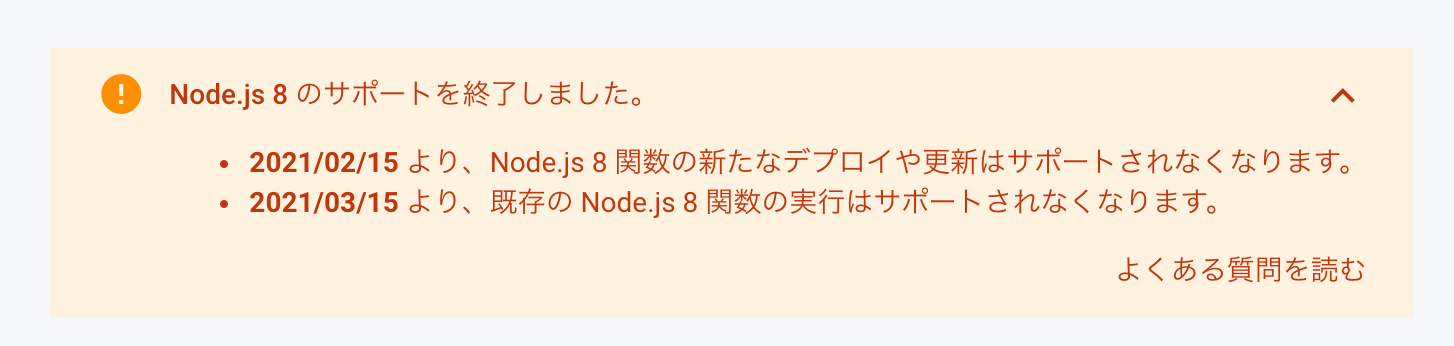 Node.js 8 のサポートを終了しました。
• 2021/02/15 より、Node.js 8 関数の新たなデプロイや更新はサポートされなくなります。
• 2021/03/15 より、既存の Node.js 8 関数の実行はサポートされなくなります。
よくある質問を読む